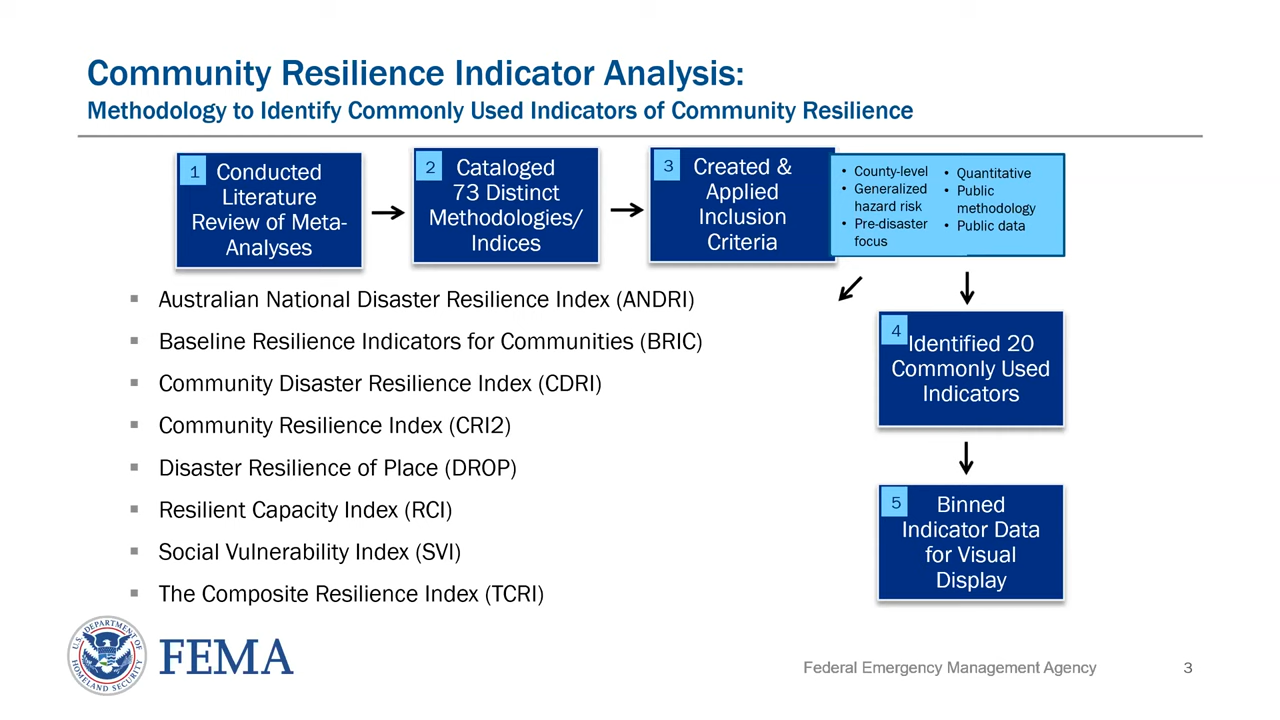 Community Resilience Indicator Analysis:
Methodology to Identify Commonly Used Indicators of Community Resilience
1
Conducted
Literature
Review of Meta-
Analyses
2
Cataloged
73 Distinct
Methodologies/
Indices
3
Created &
Applied
Inclusion
Criteria
• County-level
• Generalized
hazard risk
• Pre-disaster
focus
• Quantitative
• Public
methodology
• Public data
▪ Australian National Disaster Resilience Index (ANDRI)
▪ Baseline Resilience Indicators for Communities (BRIC)
▪ Community Disaster Resilience Index (CDRI)
▪ Community Resilience Index (CRI2)
▪ Disaster Resilience of Place (DROP)
▪ Resilient Capacity Index (RCI)
▪ Social Vulnerability Index (SVI)
▪ The Composite Resilience Index (TCRI)
4
Identified 20
Commonly Used
Indicators
5
Binned
Indicator Data
for Visual
Display
U.S. DEPARTMENT OF
HOMELAND SECURITY
FEMA
Federal Emergency Management Agency
3